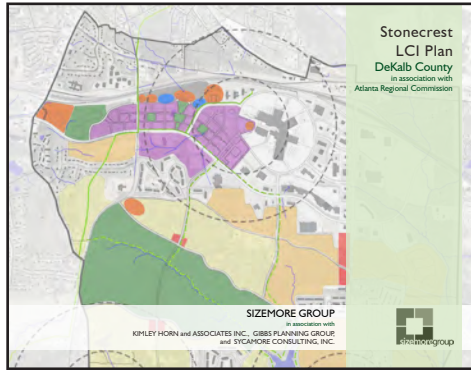 Stonecrest
LCI Plan
DeKalb County
in association with
Atlanta Regional Commission
SIZEMORE GROUP
in association with
KIMLEY HORN and ASSOCIATES INC., GIBBS PLANNING GROUP,
and SYCAMORE CONSULTING, INC.
sizemoregroup